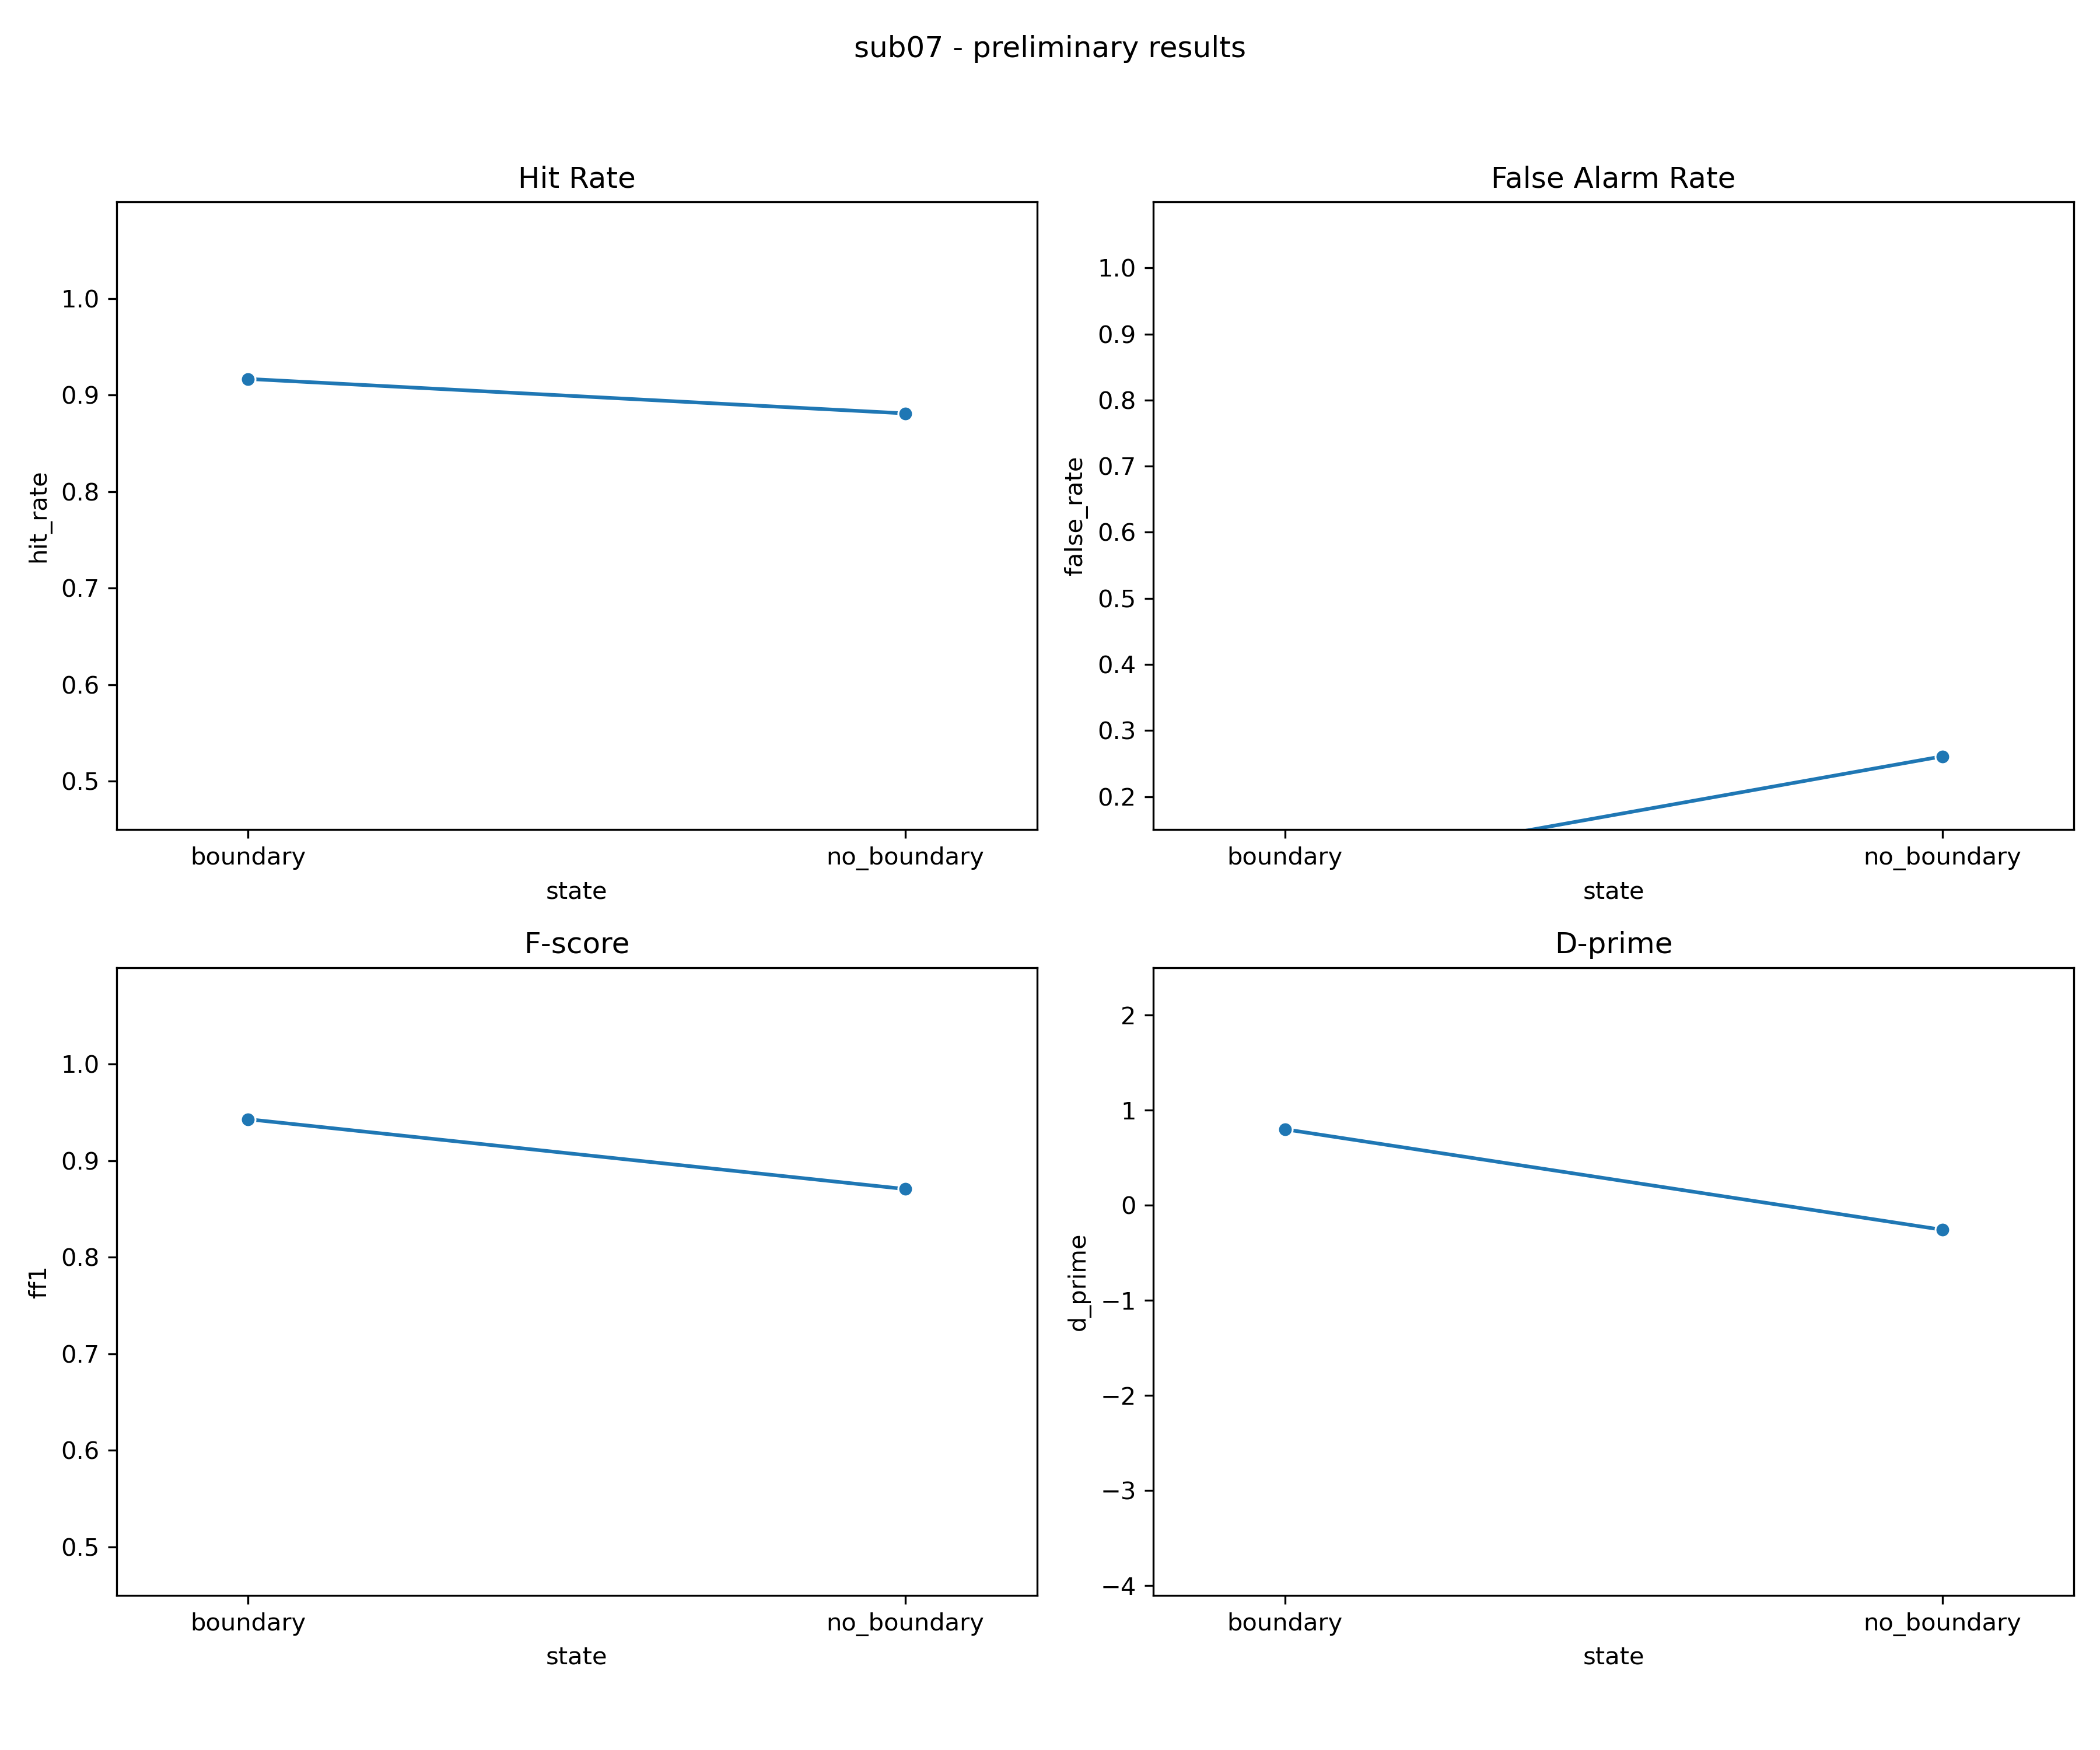 sub07 - preliminary results
Hit Rate
hit_rate
1.0
0.9
0.8
0.7
0.6
0.5
boundary
no_boundary
state
False Alarm Rate
false_rate
1.0
0.9
0.8
0.7
0.6
0.5
0.4
0.3
0.2
boundary
no_boundary
state
F-score
ff1
1.0
0.9
0.8
0.7
0.6
0.5
boundary
no_boundary
state
D-prime
d_prime
2
1
0
−1
−2
−3
−4
boundary
no_boundary
state